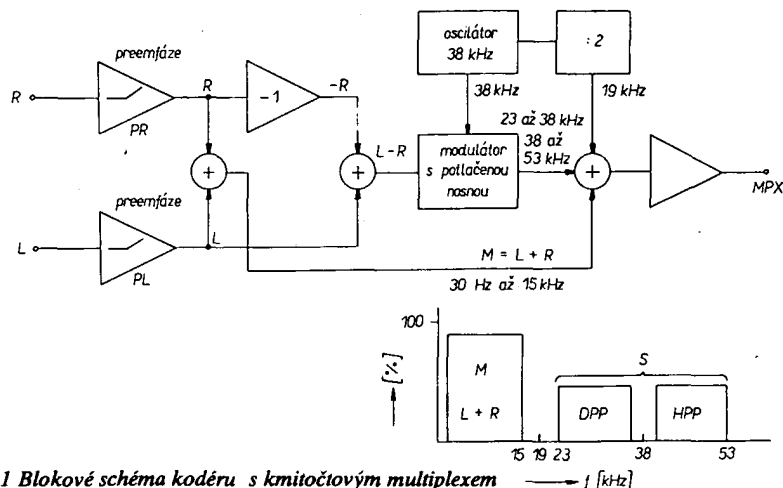 preemfáze
R
PR
R
-1
-R
oscilátor
38 kHz
: 2
38 kHz
19 kHz
23 až 38 kHz
38 až
53 kHz
L-R
modulátor
s potlačenou
nosnou
MPX
preemfáze
L
PL
L
M = L + R
30 Hz až 15 kHz
100
[%]
M
L + R
S
DPP
HPP
15 19 23 38 53
f [kHz]
1 Blokové schéma kodéru s kmitočtovým multiplexem